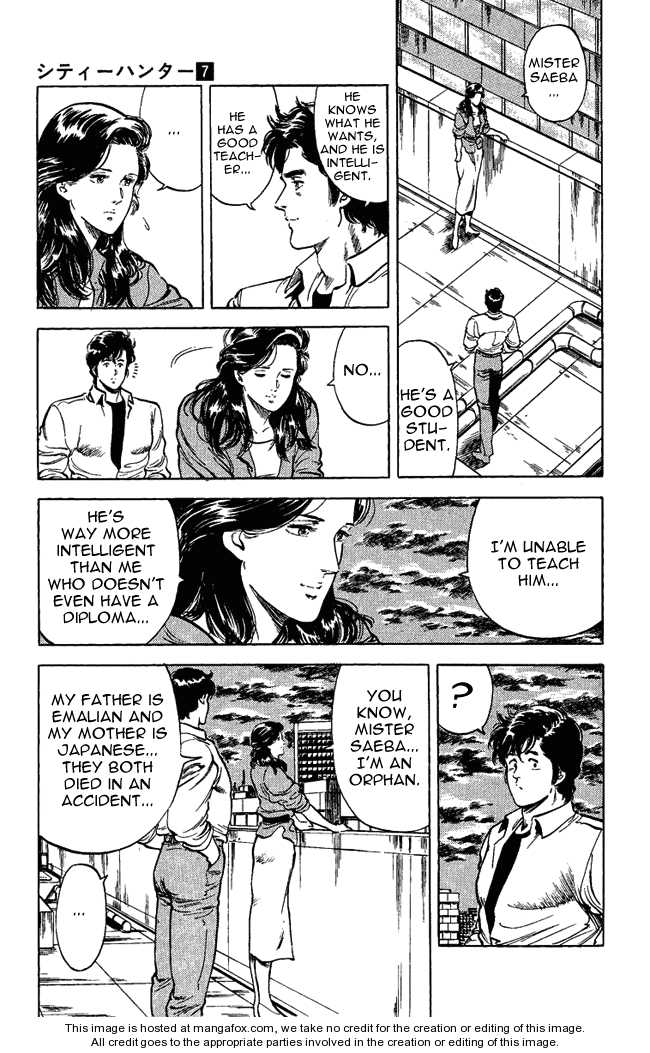 シティーハンター7
MISTER
SAEBA
...
HE'S A
GOOD
STU-
DENT.
HE
KNOWS
WHAT HE
WANTS,
AND HE IS
INTELLI-
GENT.
HE
HAS A
GOOD
TEACH-
ER...
...
NO...
I'M UNABLE
TO TEACH
HIM...
HE'S
WAY MORE
INTELLIGENT
THAN ME
WHO DOESN'T
EVEN HAVE A
DIPLOMA...
?
YOU
KNOW,
MISTER
SAEBA...
I'M AN
ORPHAN.
MY FATHER IS
EMALIAN AND
MY MOTHER IS
JAPANESE...
THEY BOTH
DIED IN AN
ACCIDENT...
...
This image is hosted at mangafox.com, we take no credit for the creation or editing of this image.
All credit goes to the appropriate parties involved in the creation or editing of this image.